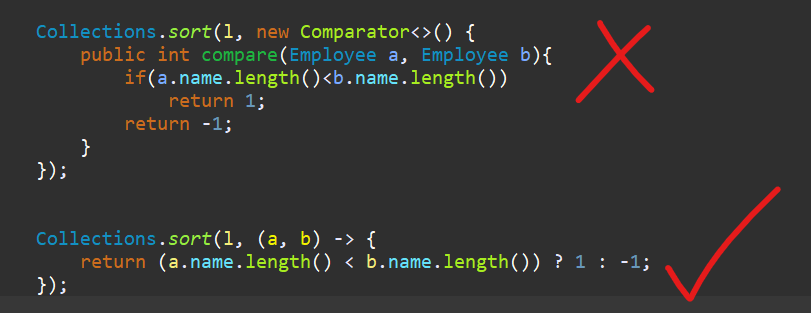 Collections.sort(l, new Comparator<>() {
    public int compare(Employee a, Employee b){
        if(a.name.length()<b.name.length())
            return 1;
        return -1;
    }
});
Collections.sort(l, (a, b) -> {
    return (a.name.length() < b.name.length()) ? 1 : -1;
});